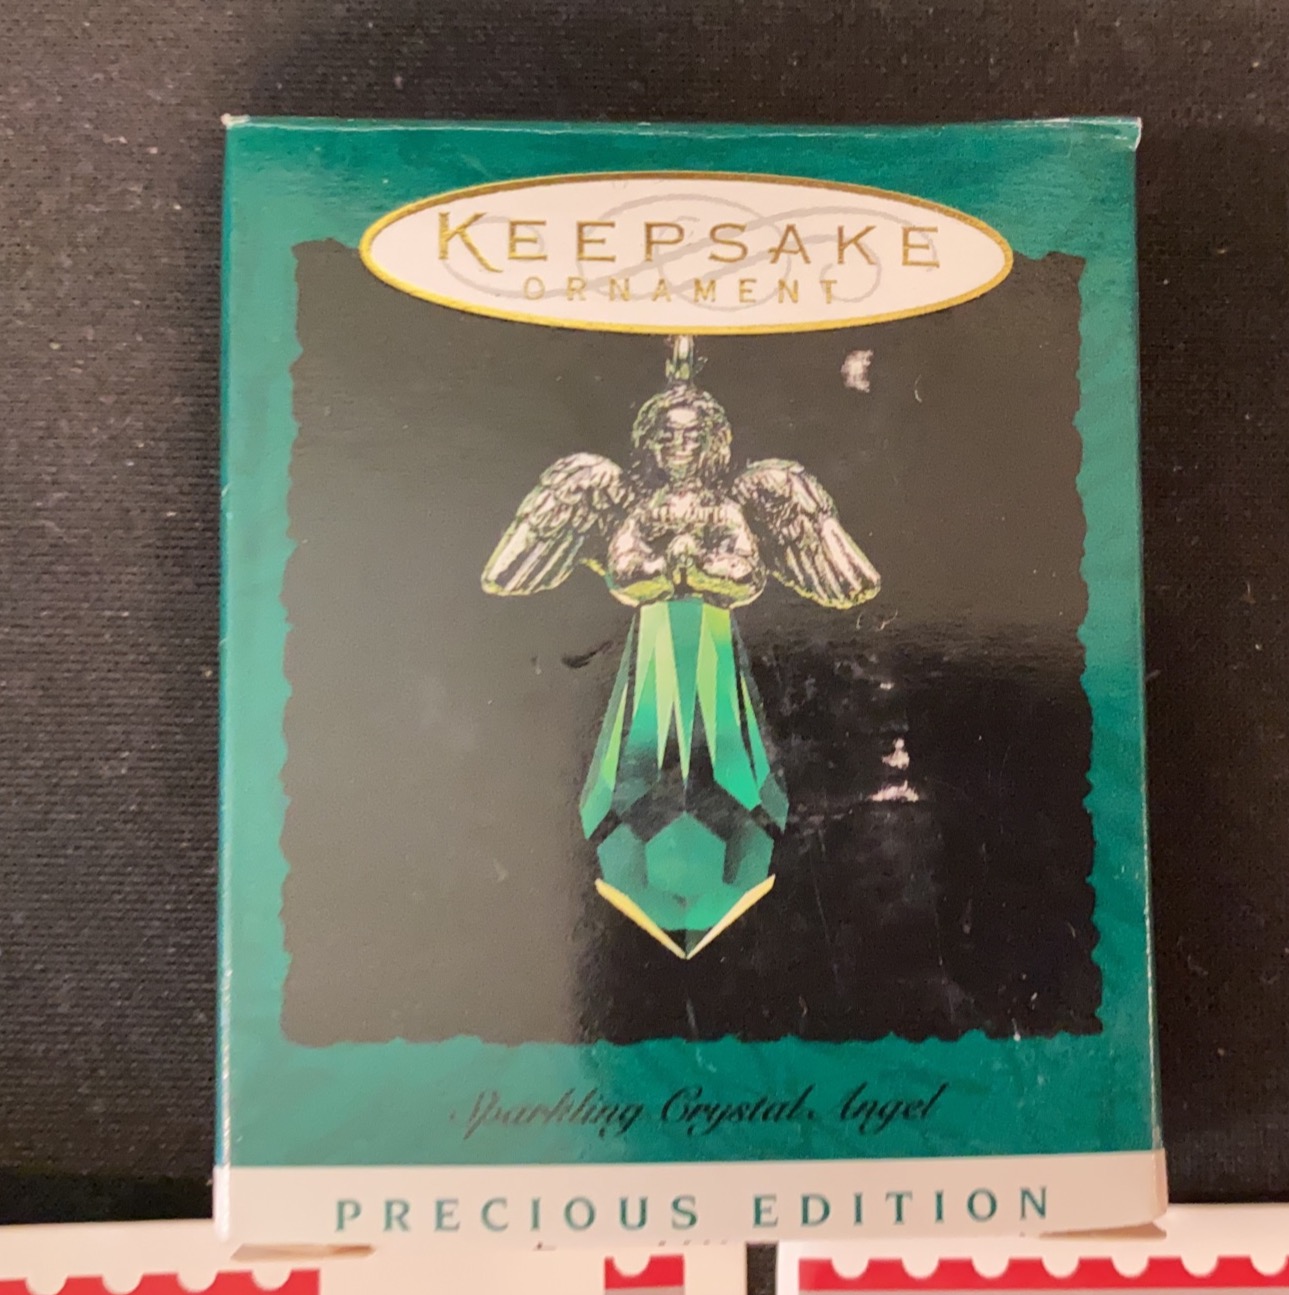 KEEPSAKE
ORNAMENT
Sparkling Crystal Angel
PRECIOUS EDITION